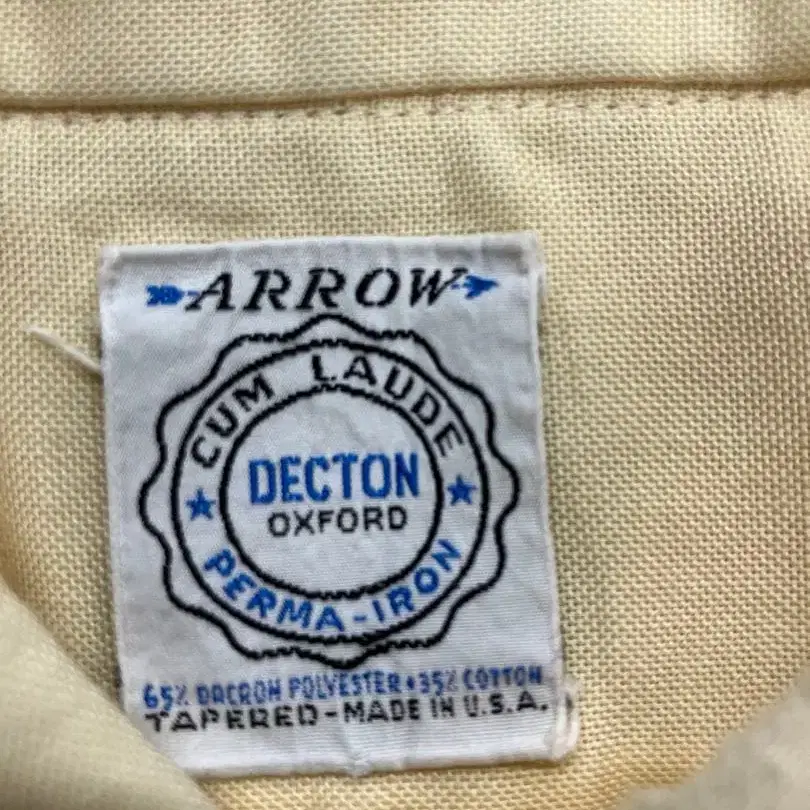 ARROW
CUM LAUDE
DECTON
OXFORD
PERMA-IRON
65% DACRON POLYESTER•35% COTTON
TAPERED-MADE IN U.S.A.